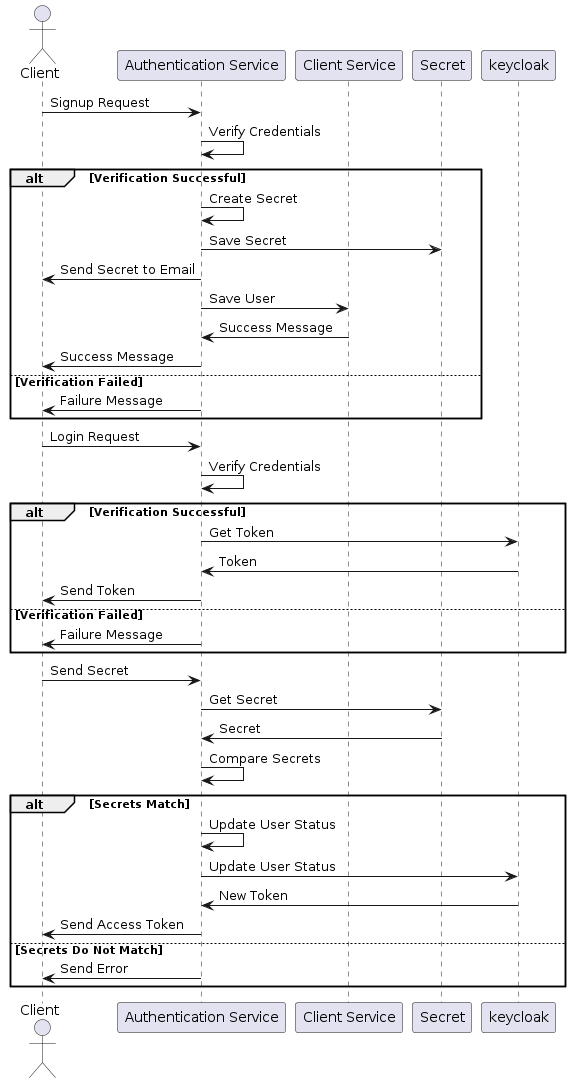 Client
Authentication Service
Client Service
Secret
keycloak
Signup Request
Verify Credentials
alt
[Verification Successful]
Create Secret
Save Secret
Send Secret to Email
Save User
Success Message
Success Message
[Verification Failed]
Failure Message
Login Request
Verify Credentials
alt
[Verification Successful]
Get Token
Token
Send Token
[Verification Failed]
Failure Message
Send Secret
Get Secret
Secret
Compare Secrets
alt
[Secrets Match]
Update User Status
Update User Status
New Token
Send Access Token
[Secrets Do Not Match]
Send Error
Client
Authentication Service
Client Service
Secret
keycloak